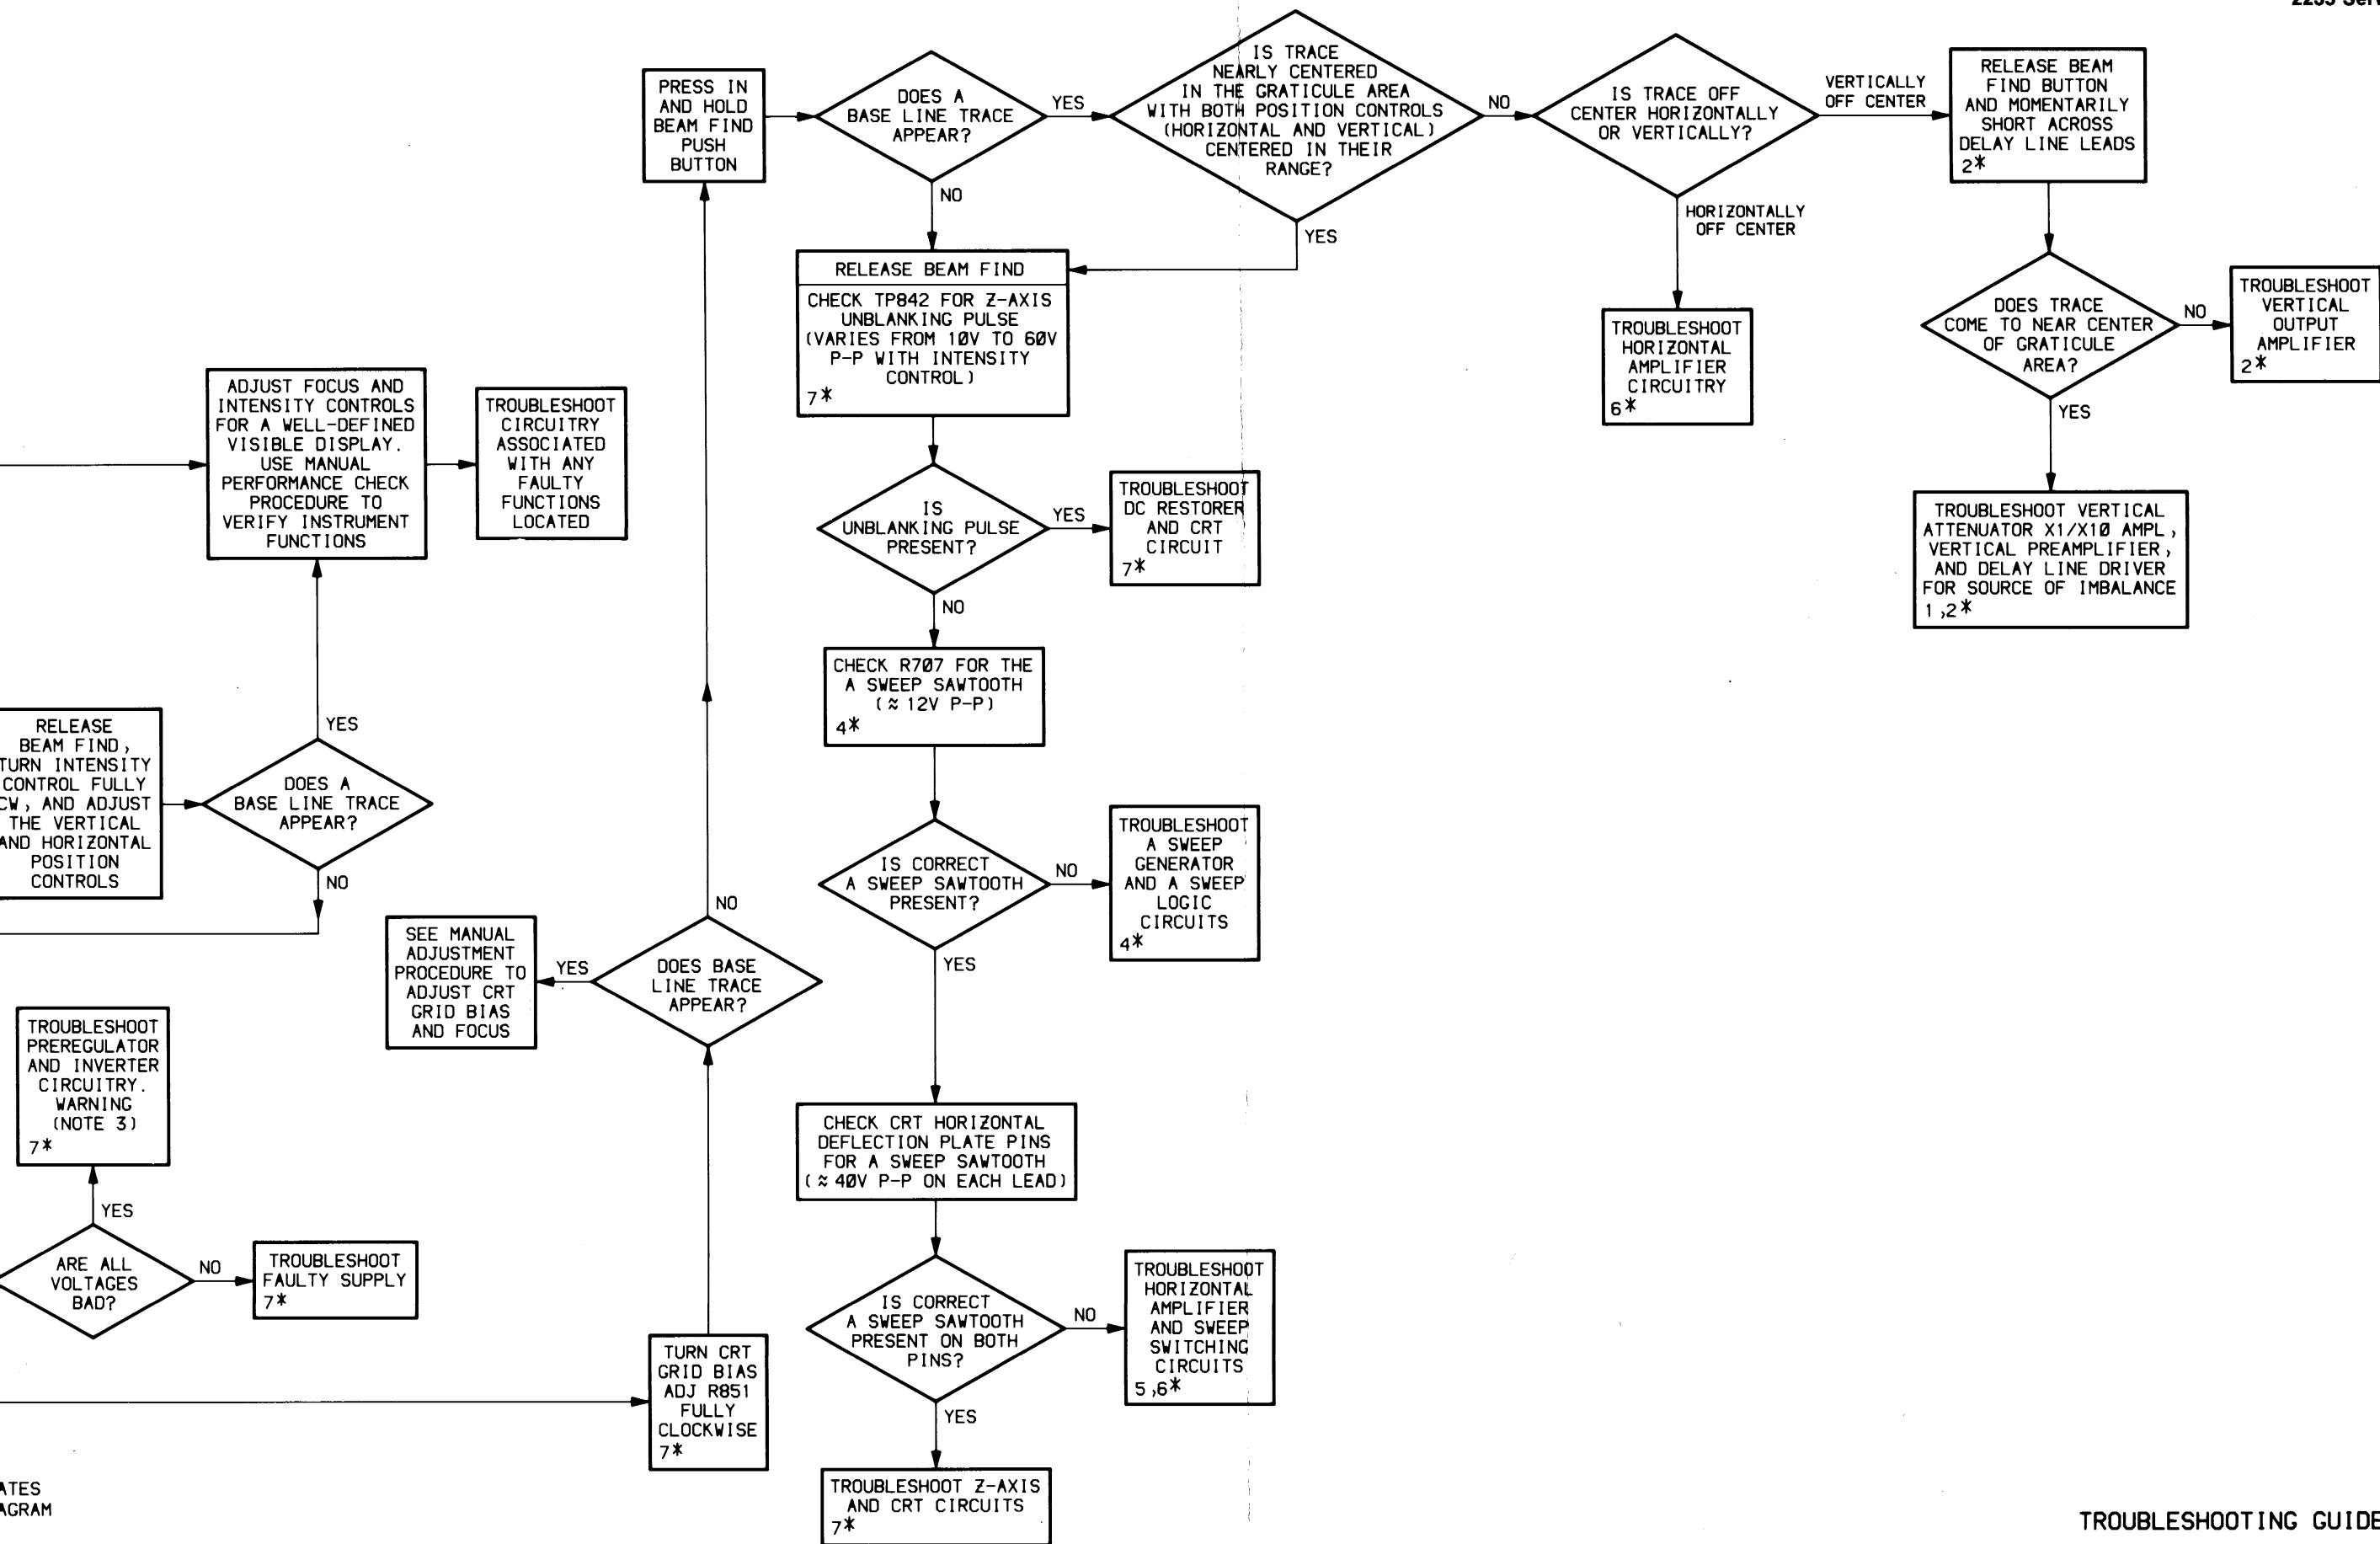 PRESS IN
AND HOLD
BEAM FIND
PUSH
BUTTON
DOES A
BASE LINE TRACE
APPEAR?
YES
NO
IS TRACE
NEARLY CENTERED
IN THE GRATICULE AREA
WITH BOTH POSITION CONTROLS
(HORIZONTAL AND VERTICAL)
CENTERED IN THEIR
RANGE?
NO
YES
IS TRACE OFF
CENTER HORIZONTALLY
OR VERTICALLY?
VERTICALLY
OFF CENTER
HORIZONTALLY
OFF CENTER
RELEASE BEAM
FIND BUTTON
AND MOMENTARILY
SHORT ACROSS
DELAY LINE LEADS
2*
RELEASE BEAM FIND
CHECK TP842 FOR Z-AXIS
UNBLANKING PULSE
(VARIES FROM 10V TO 60V
P-P WITH INTENSITY
CONTROL)
7*
TROUBLESHOOT
HORIZONTAL
AMPLIFIER
CIRCUITRY
6*
DOES TRACE
COME TO NEAR CENTER
OF GRATICULE
AREA?
NO
YES
TROUBLESHOOT
VERTICAL
OUTPUT
AMPLIFIER
2*
ADJUST FOCUS AND
INTENSITY CONTROLS
FOR A WELL-DEFINED
VISIBLE DISPLAY.
USE MANUAL
PERFORMANCE CHECK
PROCEDURE TO
VERIFY INSTRUMENT
FUNCTIONS
TROUBLESHOOT
CIRCUITRY
ASSOCIATED
WITH ANY
FAULTY
FUNCTIONS
LOCATED
IS
UNBLANKING PULSE
PRESENT?
YES
NO
TROUBLESHOOT
DC RESTORER
AND CRT
CIRCUIT
7*
TROUBLESHOOT VERTICAL
ATTENUATOR X1/X10 AMPL,
VERTICAL PREAMPLIFIER,
AND DELAY LINE DRIVER
FOR SOURCE OF IMBALANCE
1,2*
CHECK R707 FOR THE
A SWEEP SAWTOOTH
(≈ 12V P-P)
4*
RELEASE
BEAM FIND,
TURN INTENSITY
CONTROL FULLY
CW, AND ADJUST
THE VERTICAL
AND HORIZONTAL
POSITION
CONTROLS
YES
DOES A
BASE LINE TRACE
APPEAR?
NO
IS CORRECT
A SWEEP SAWTOOTH
PRESENT?
NO
YES
TROUBLESHOOT
A SWEEP
GENERATOR
AND A SWEEP
LOGIC
CIRCUITS
4*
SEE MANUAL
ADJUSTMENT
PROCEDURE TO
ADJUST CRT
GRID BIAS
AND FOCUS
YES
NO
DOES BASE
LINE TRACE
APPEAR?
TROUBLESHOOT
PREREGULATOR
AND INVERTER
CIRCUITRY.
WARNING
(NOTE 3)
7*
YES
ARE ALL
VOLTAGES
BAD?
NO
TROUBLESHOOT
FAULTY SUPPLY
7*
CHECK CRT HORIZONTAL
DEFLECTION PLATE PINS
FOR A SWEEP SAWTOOTH
(≈ 40V P-P ON EACH LEAD)
IS CORRECT
A SWEEP SAWTOOTH
PRESENT ON BOTH
PINS?
NO
YES
TROUBLESHOOT
HORIZONTAL
AMPLIFIER
AND SWEEP
SWITCHING
CIRCUITS
5,6*
TURN CRT
GRID BIAS
ADJ R851
FULLY
CLOCKWISE
7*
TROUBLESHOOT Z-AXIS
AND CRT CIRCUITS
7*
ATES
AGRAM
TROUBLESHOOTING GUIDE